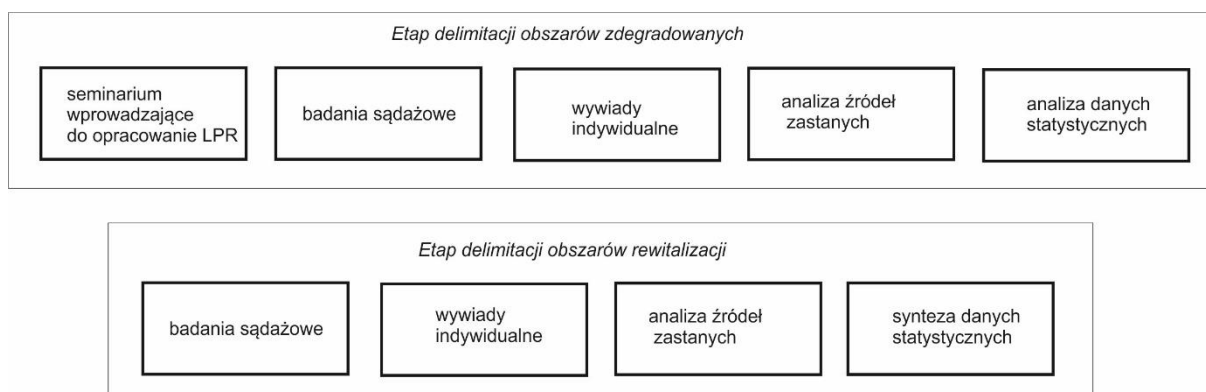 Etap delimitacji obszarów zdegradowanych
seminarium
wprowadzające
do opracowanie LPR
badania sądażowe
wywiady
indywidualne
analiza źródeł
zastanych
analiza danych
statystycznych
Etap delimitacji obszarów rewitalizacji
badania sądażowe
wywiady
indywidualne
analiza źródeł
zastanych
synteza danych
statystycznych